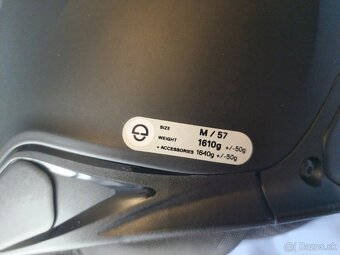 SIZE M / 57
WEIGHT 1610g +/-50g
+ ACCESSORIES 1640g +/-50g
Bazos.sk